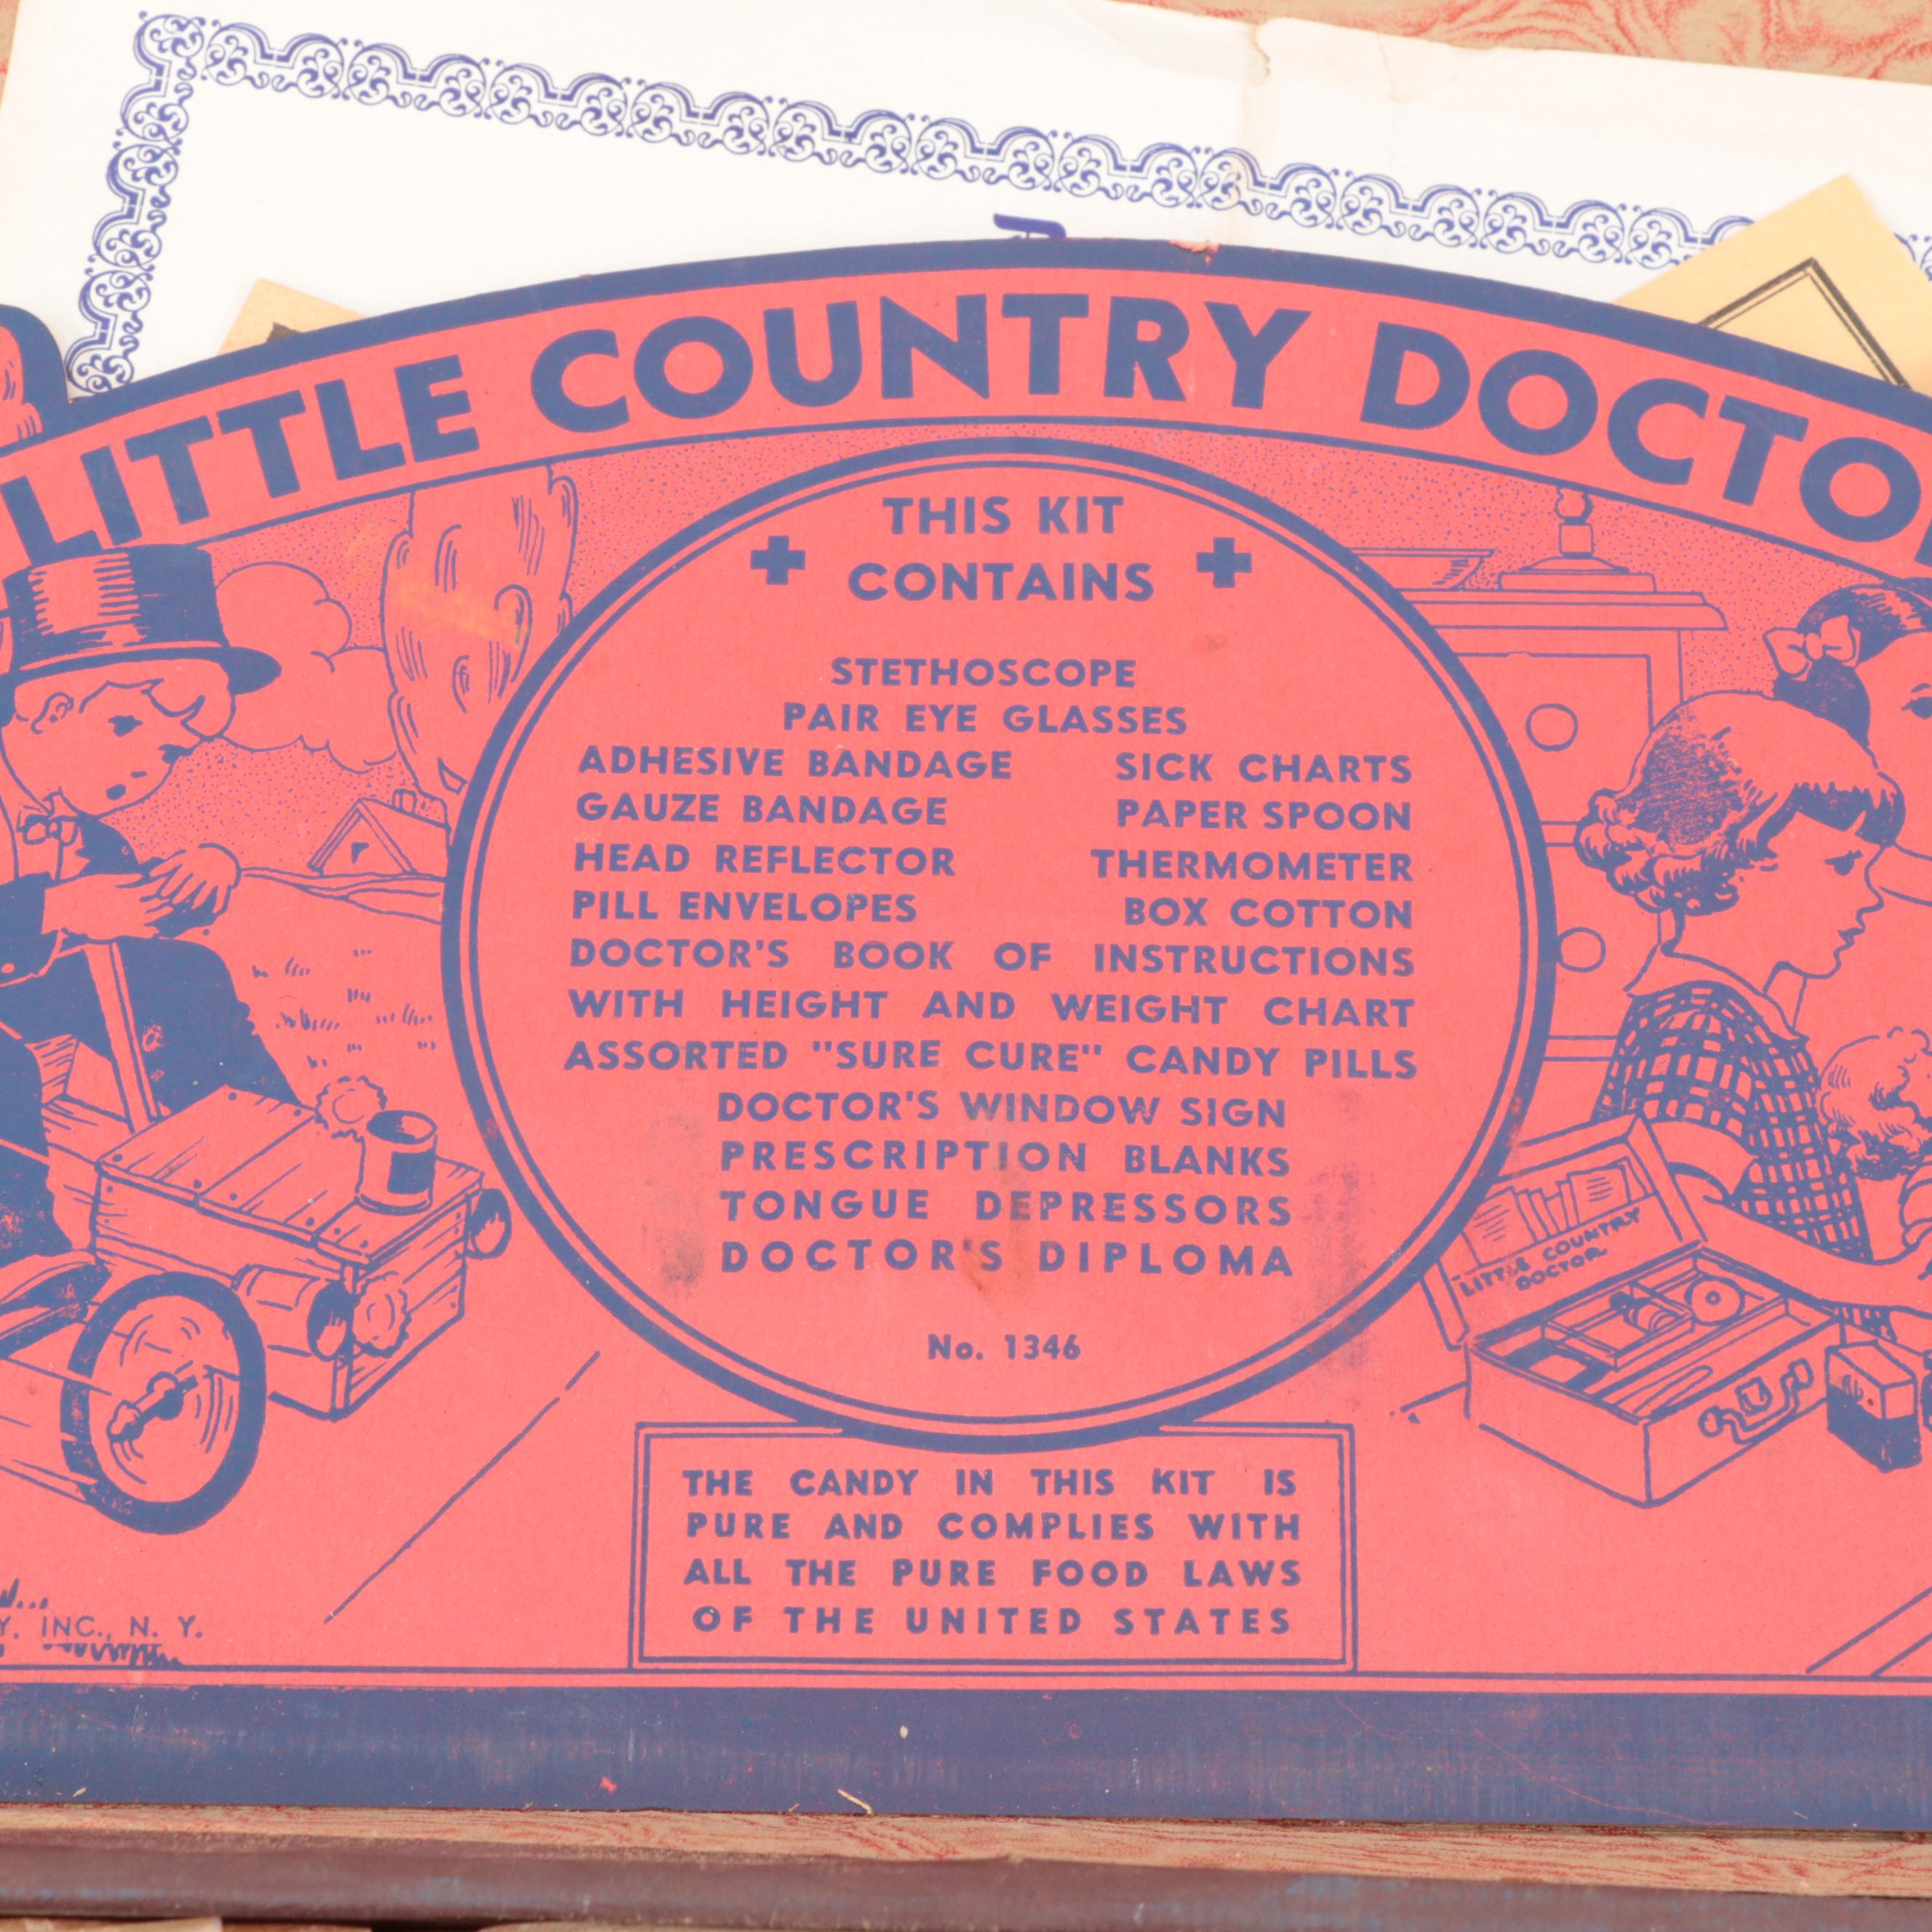 LITTLE COUNTRY DOCTOR
THIS KIT
CONTAINS
STETHOSCOPE
PAIR EYE GLASSES
ADHESIVE BANDAGE SICK CHARTS
GAUZE BANDAGE PAPER SPOON
HEAD REFLECTOR THERMOMETER
PILL ENVELOPES BOX COTTON
DOCTOR'S BOOK OF INSTRUCTIONS
WITH HEIGHT AND WEIGHT CHART
ASSORTED "SURE CURE" CANDY PILLS
DOCTOR'S WINDOW SIGN
PRESCRIPTION BLANKS
TONGUE DEPRESSORS
DOCTOR'S DIPLOMA
No. 1346
LITTLE COUNTRY
DOCTOR
THE CANDY IN THIS KIT IS
PURE AND COMPLIES WITH
ALL THE PURE FOOD LAWS
OF THE UNITED STATES
INC., N. Y.